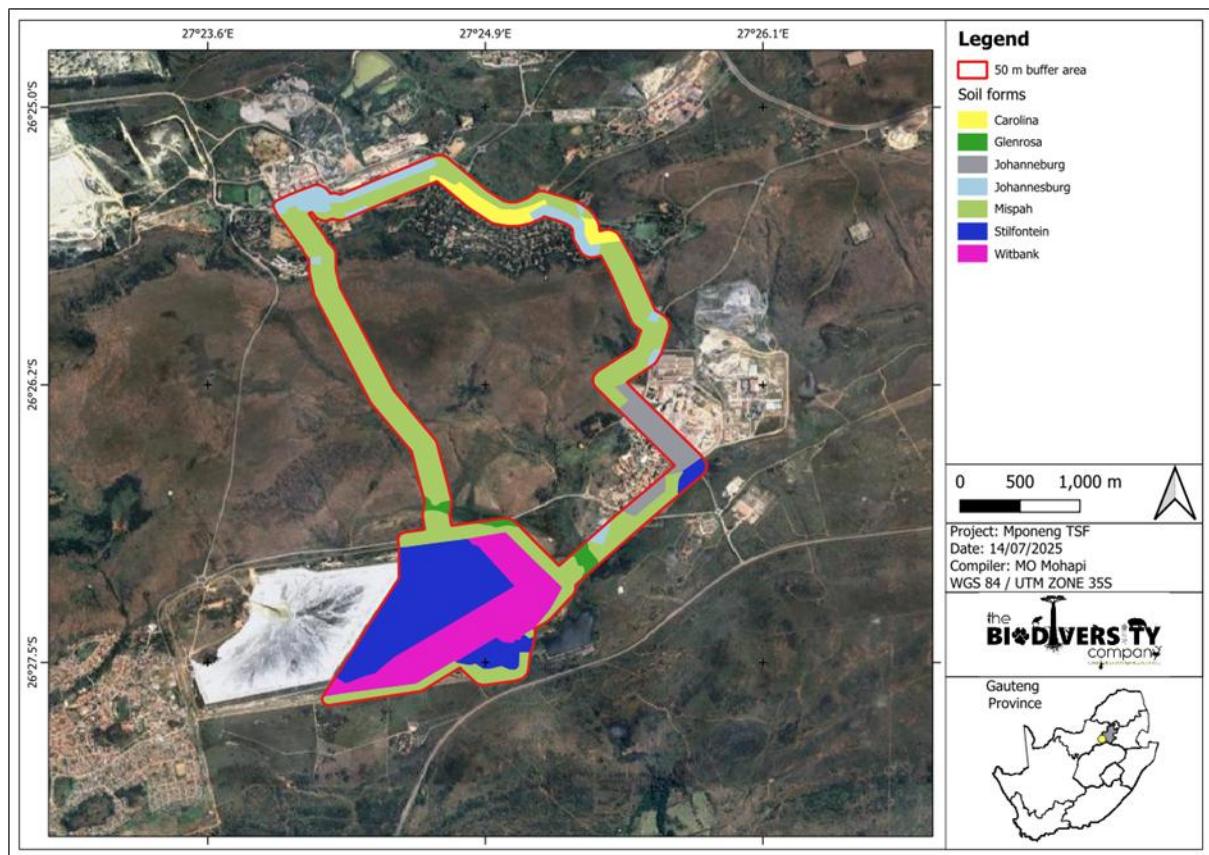 27°23.6'E
27°24.9'E
27°26.1'E
26°25.0'S
26°26.2'S
26°27.5'S
Legend
50 m buffer area
Soil forms
Carolina
Glenrosa
Johanneburg
Johannesburg
Mispah
Stilfontein
Witbank
0 500 1,000 m
Project: Mponeng TSF
Date: 14/07/2025
Compiler: MO Mohapi
WGS 84 / UTM ZONE 35S
the
BIODIVERSITY
company
Gauteng
Province